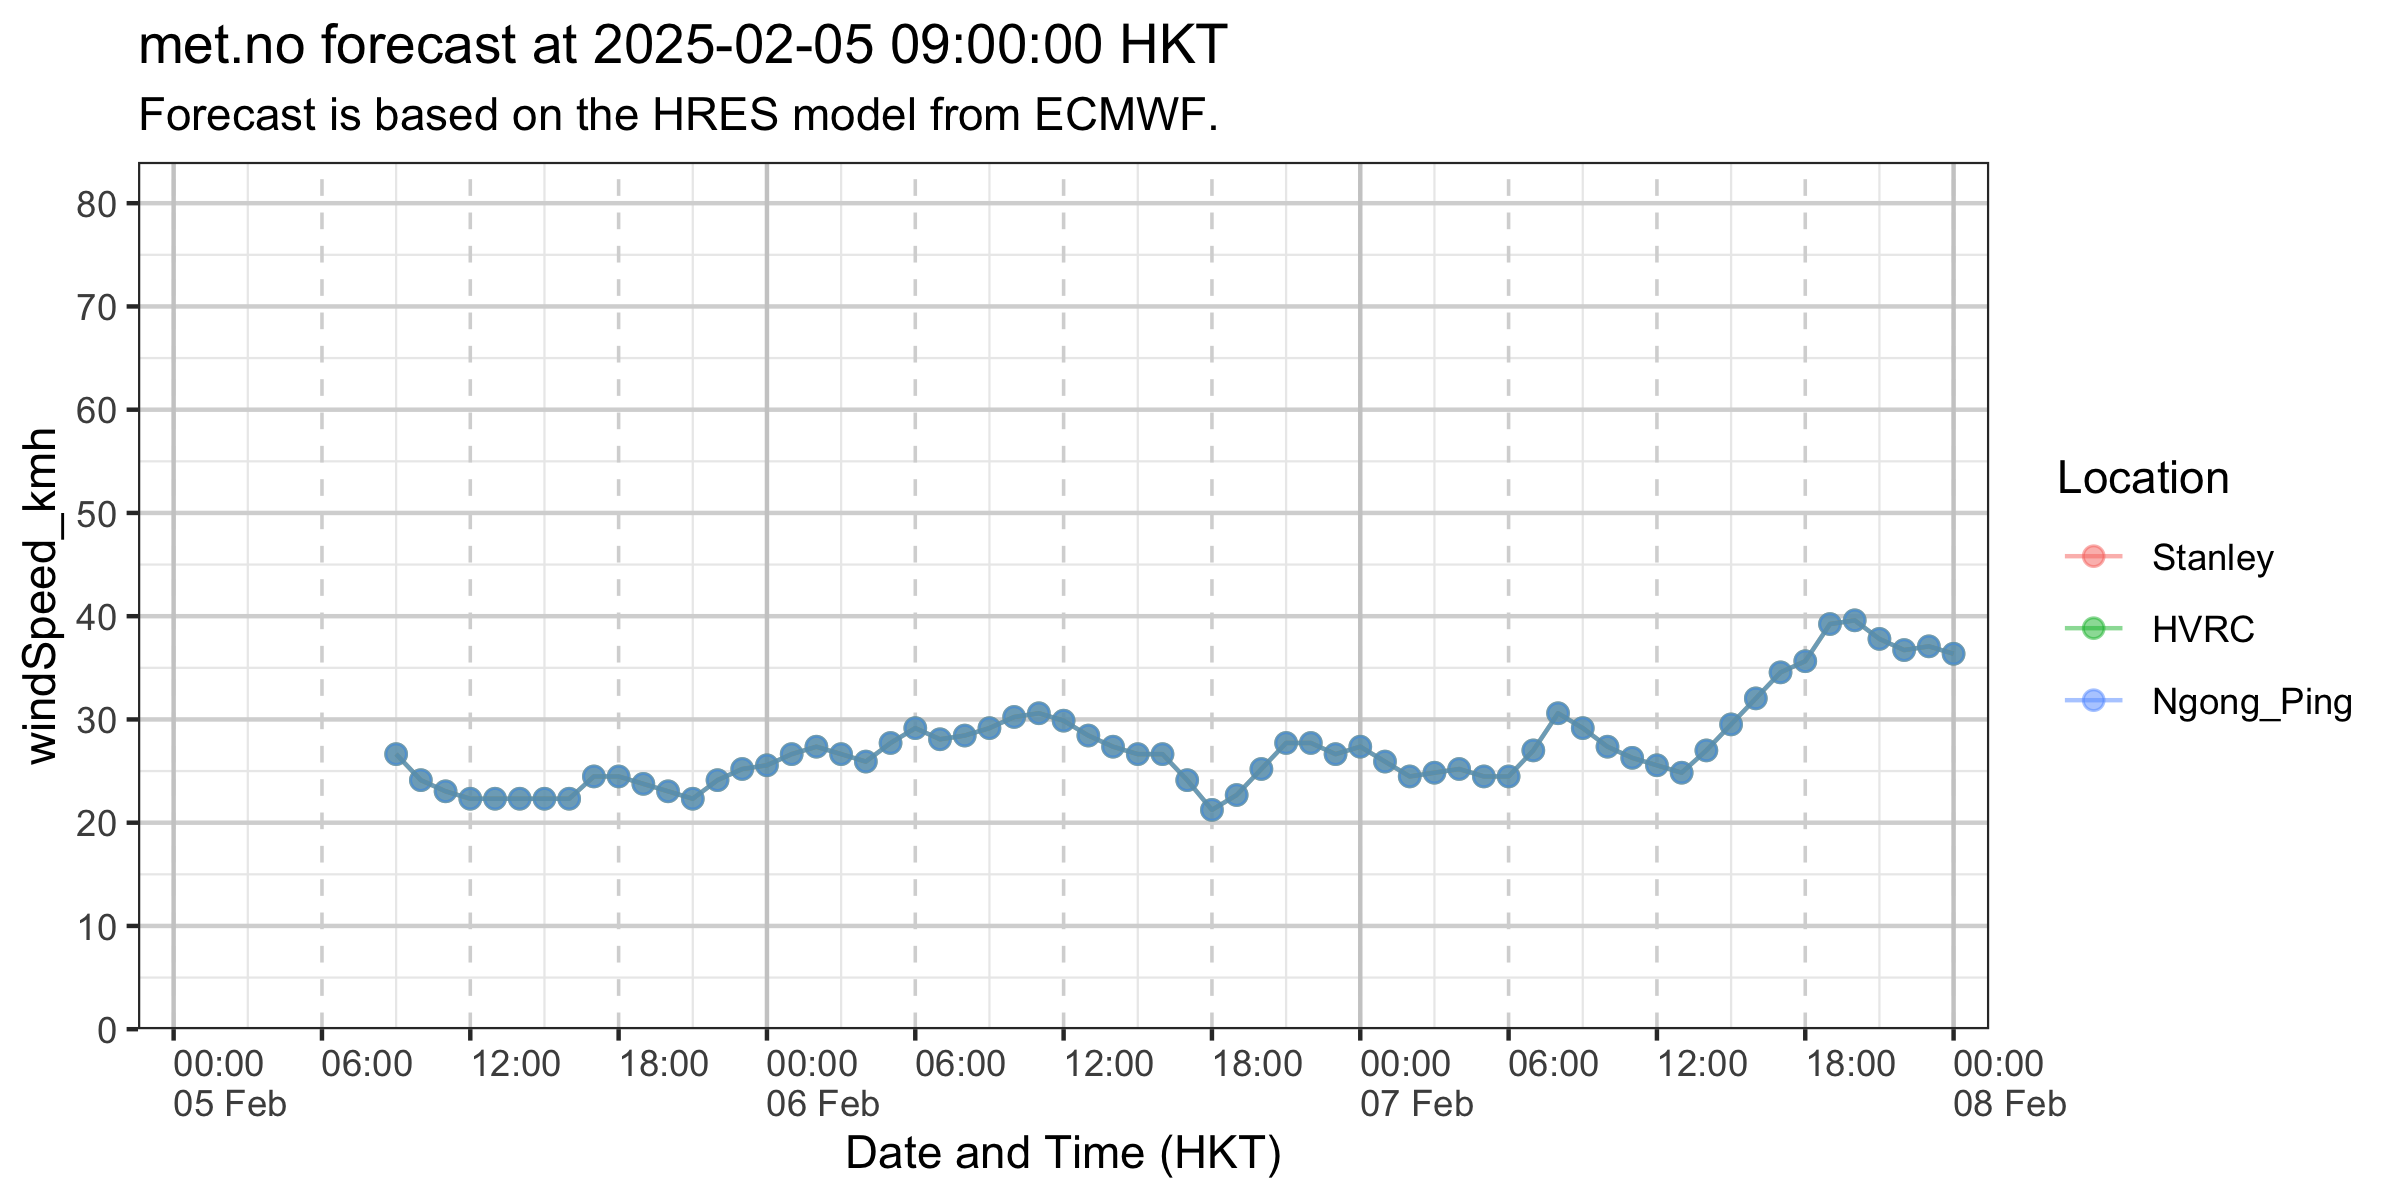 met.no forecast at 2025-02-05 09:00:00 HKT
Forecast is based on the HRES model from ECMWF.
windSpeed_kmh
80
70
60
50
40
30
20
10
0
00:00 06:00 12:00 18:00 00:00 06:00 12:00 18:00 00:00 06:00 12:00 18:00 00:00
05 Feb 06 Feb 07 Feb 08 Feb
Date and Time (HKT)
Location
Stanley
HVRC
Ngong_Ping